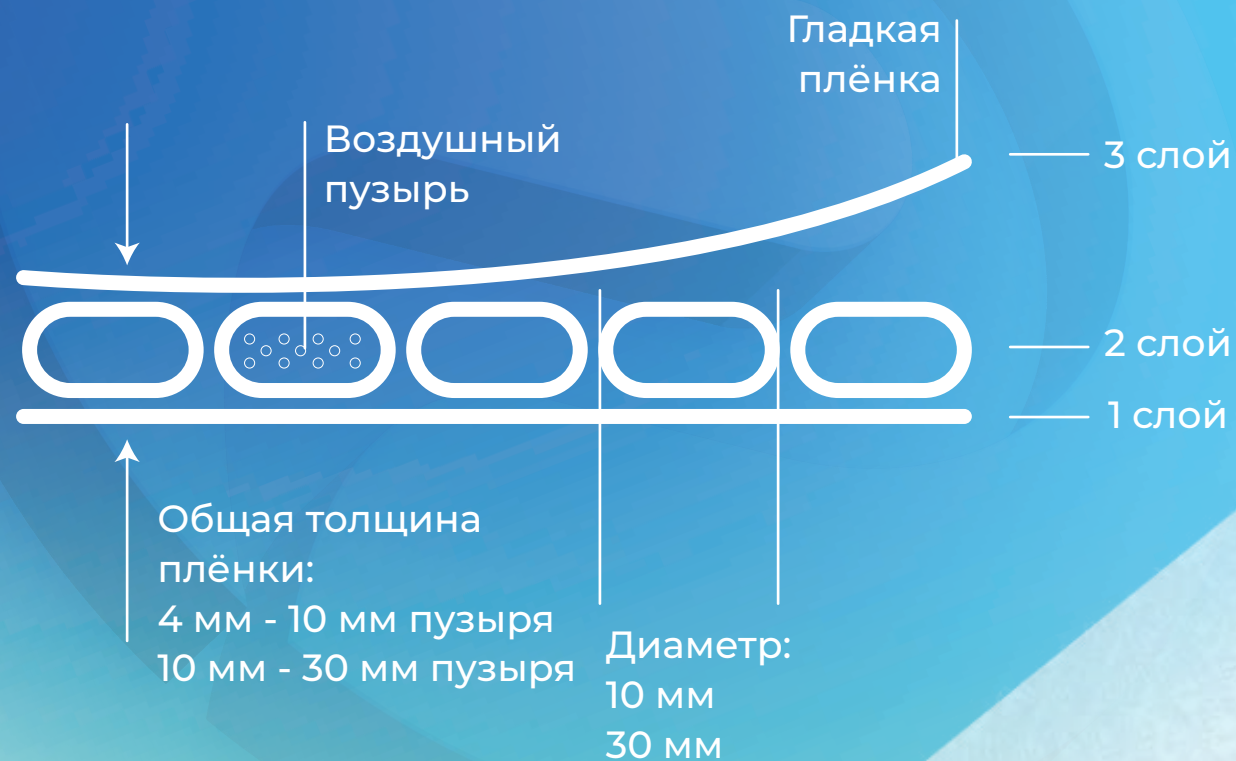 Гладкая
плёнка
Воздушный
пузырь
3 слой
2 слой
1 слой
Общая толщина
плёнки:
4 мм - 10 мм пузыря
10 мм - 30 мм пузыря
Диаметр:
10 мм
30 мм